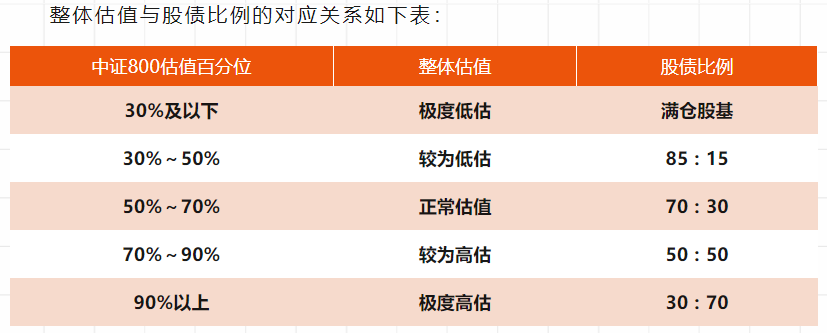 整体估值与股债比例的对应关系如下表：
中证800估值百分位 整体估值 股债比例
30%及以下 极度低估 满仓股基
30%～50% 较为低估 85：15
50%～70% 正常估值 70：30
70%～90% 较为高估 50：50
90%以上 极度高估 30：70